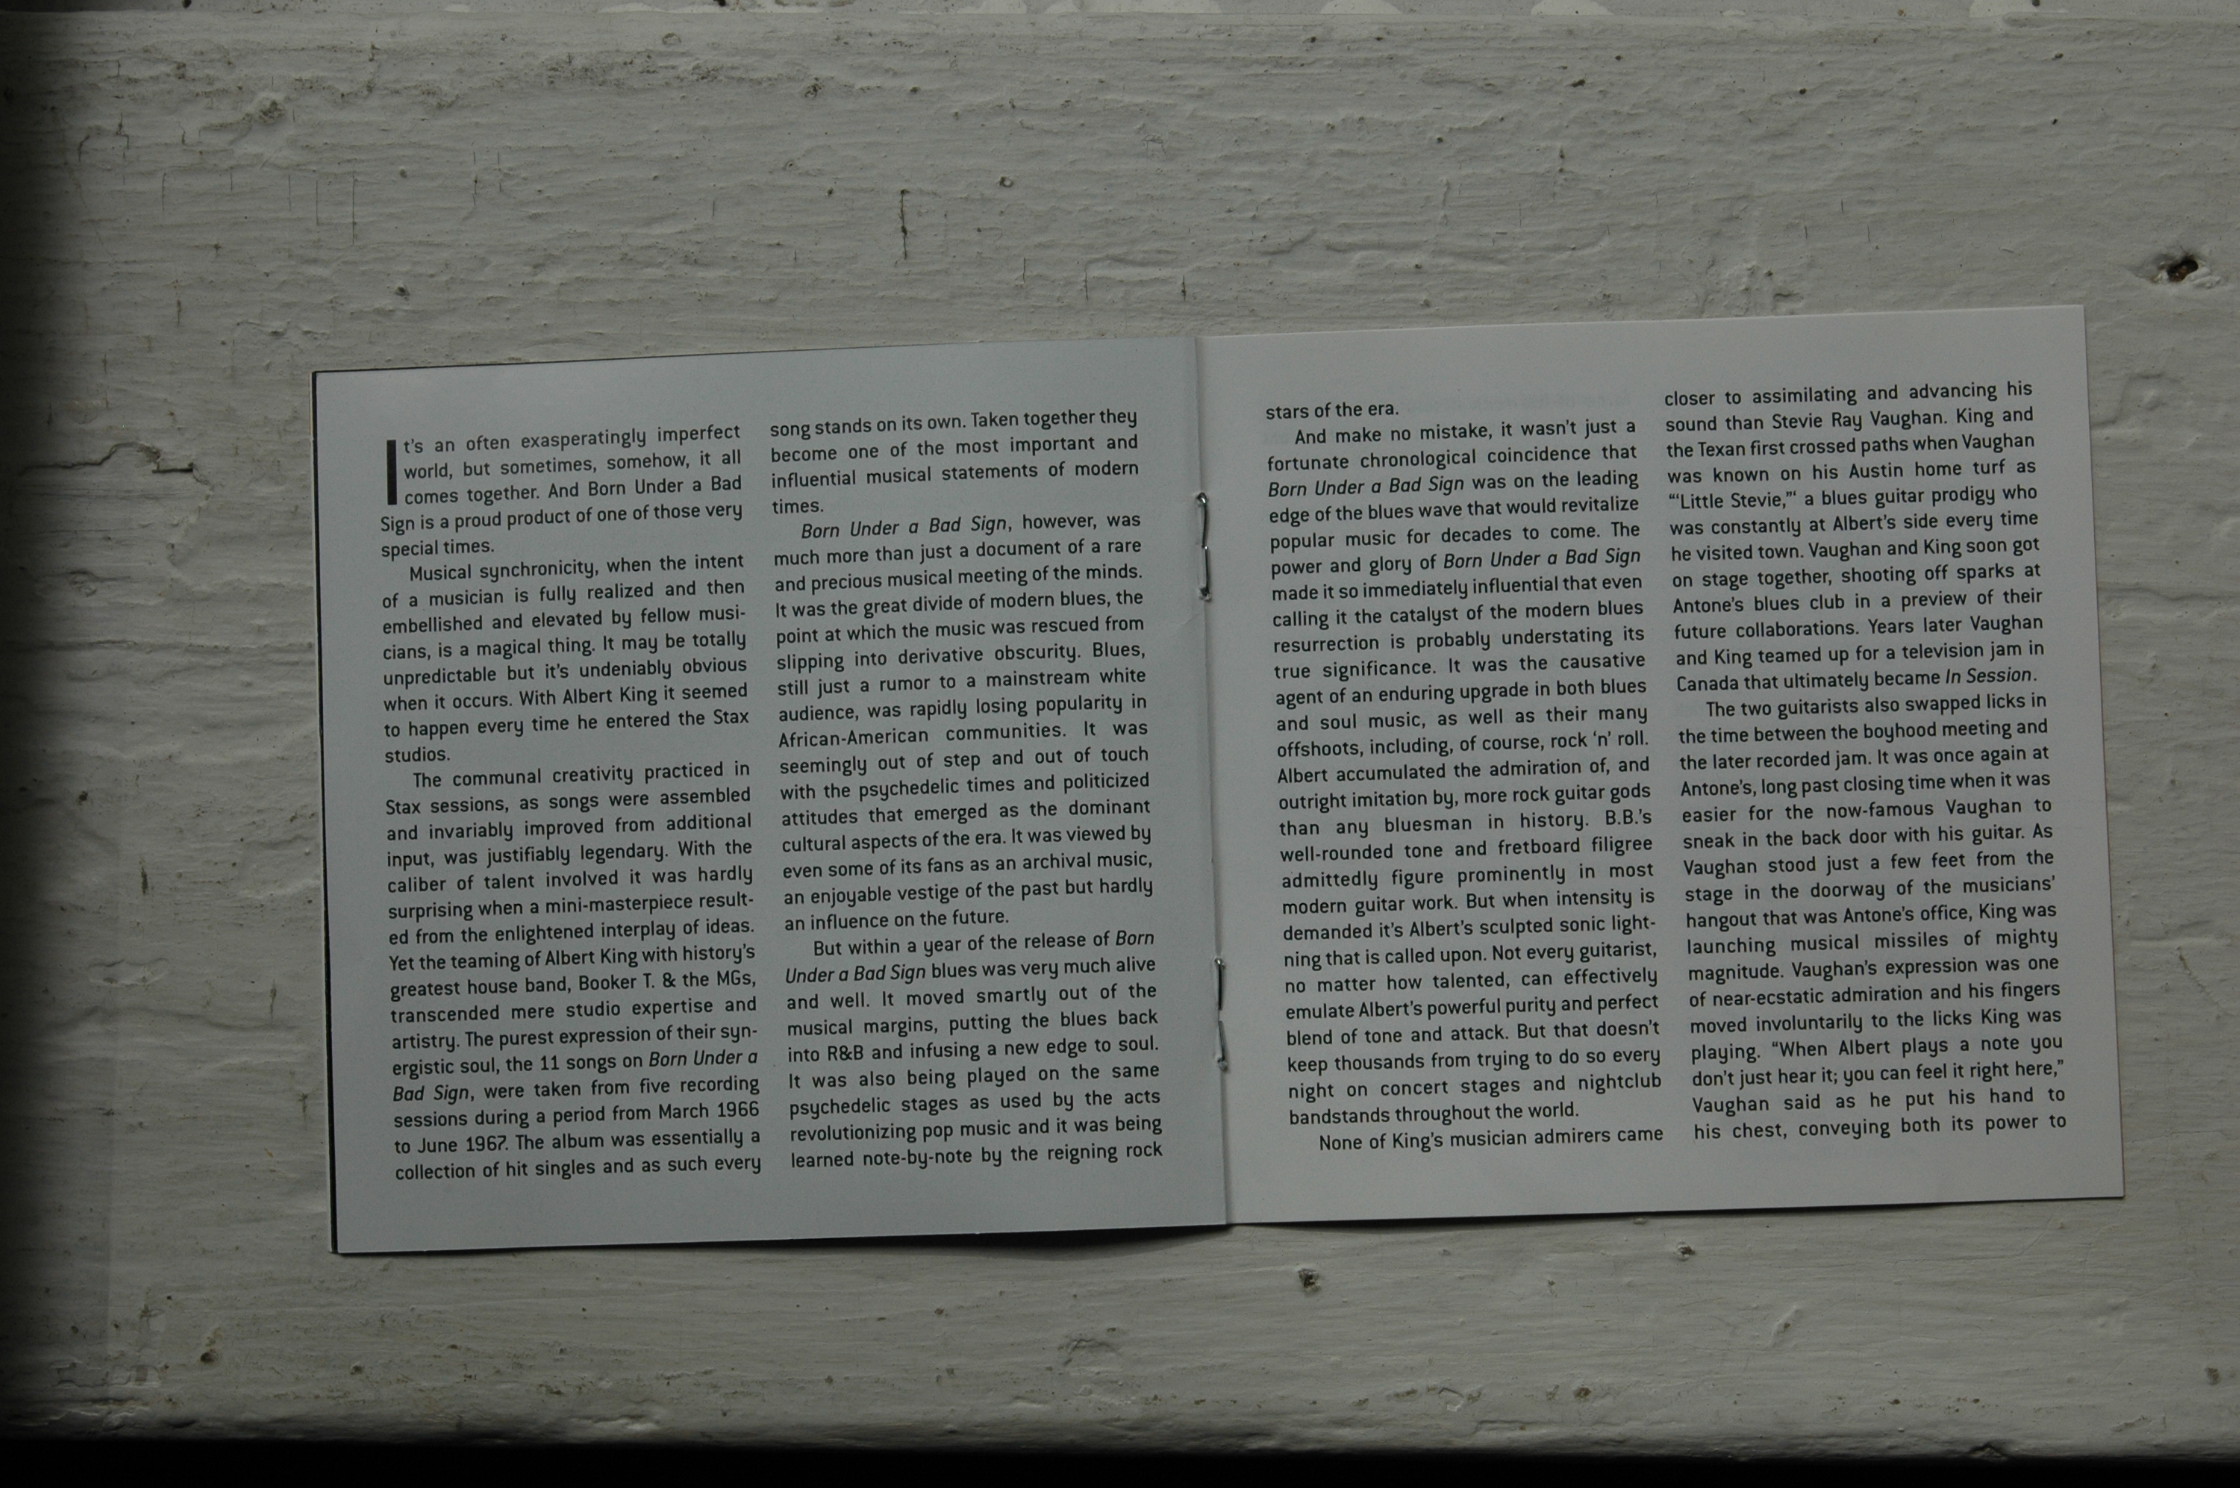 It's an often exasperatingly imperfect
world, but sometimes, somehow, it all
comes together. And Born Under a Bad
Sign is a proud product of one of those very
special times.
Musical synchronicity, when the intent
of a musician is fully realized and then
embellished and elevated by fellow musi-
cians, is a magical thing. It may be totally
unpredictable but it's undeniably obvious
when it occurs. With Albert King it seemed
to happen every time he entered the Stax
studios.
The communal creativity practiced in
Stax sessions, as songs were assembled
and invariably improved from additional
input, was justifiably legendary. With the
caliber of talent involved it was hardly
surprising when a mini-masterpiece result-
ed from the enlightened interplay of ideas.
Yet the teaming of Albert King with history's
greatest house band, Booker T. & the MGs,
transcended mere studio expertise and
artistry. The purest expression of their syn-
ergistic soul, the 11 songs on Born Under a
Bad Sign, were taken from five recording
sessions during a period from March 1966
to June 1967. The album was essentially a
collection of hit singles and as such every
song stands on its own. Taken together they
become one of the most important and
influential musical statements of modern
times.
Born Under a Bad Sign, however, was
much more than just a document of a rare
and precious musical meeting of the minds.
It was the great divide of modern blues, the
point at which the music was rescued from
slipping into derivative obscurity. Blues,
still just a rumor to a mainstream white
audience, was rapidly losing popularity in
African-American communities. It was
seemingly out of step and out of touch
with the psychedelic times and politicized
attitudes that emerged as the dominant
cultural aspects of the era. It was viewed by
even some of its fans as an archival music,
an enjoyable vestige of the past but hardly
an influence on the future.
But within a year of the release of Born
Under a Bad Sign blues was very much alive
and well. It moved smartly out of the
musical margins, putting the blues back
into R&B and infusing a new edge to soul.
It was also being played on the same
psychedelic stages as used by the acts
revolutionizing pop music and it was being
learned note-by-note by the reigning rock
stars of the era.
And make no mistake, it wasn't just a
fortunate chronological coincidence that
Born Under a Bad Sign was on the leading
edge of the blues wave that would revitalize
popular music for decades to come. The
power and glory of Born Under a Bad Sign
made it so immediately influential that even
calling it the catalyst of the modern blues
resurrection is probably understating its
true significance. It was the causative
agent of an enduring upgrade in both blues
and soul music, as well as their many
offshoots, including, of course, rock 'n' roll.
Albert accumulated the admiration of, and
outright imitation by, more rock guitar gods
than any bluesman in history. B.B.'s
well-rounded tone and fretboard filigree
admittedly figure prominently in most
modern guitar work. But when intensity is
demanded it's Albert's sculpted sonic light-
ning that is called upon. Not every guitarist,
no matter how talented, can effectively
emulate Albert's powerful purity and perfect
blend of tone and attack. But that doesn't
keep thousands from trying to do so every
night on concert stages and nightclub
bandstands throughout the world.
None of King's musician admirers came
closer to assimilating and advancing his
sound than Stevie Ray Vaughan. King and
the Texan first crossed paths when Vaughan
was known on his Austin home turf as
"'Little Stevie,"' a blues guitar prodigy who
was constantly at Albert's side every time
he visited town. Vaughan and King soon got
on stage together, shooting off sparks at
Antone's blues club in a preview of their
future collaborations. Years later Vaughan
and King teamed up for a television jam in
Canada that ultimately became In Session.
The two guitarists also swapped licks in
the time between the boyhood meeting and
the later recorded jam. It was once again at
Antone's, long past closing time when it was
easier for the now-famous Vaughan to
sneak in the back door with his guitar. As
Vaughan stood just a few feet from the
stage in the doorway of the musicians'
hangout that was Antone's office, King was
launching musical missiles of mighty
magnitude. Vaughan's expression was one
of near-ecstatic admiration and his fingers
moved involuntarily to the licks King was
playing. "When Albert plays a note you
don't just hear it; you can feel it right here,"
Vaughan said as he put his hand to
his chest, conveying both its power to